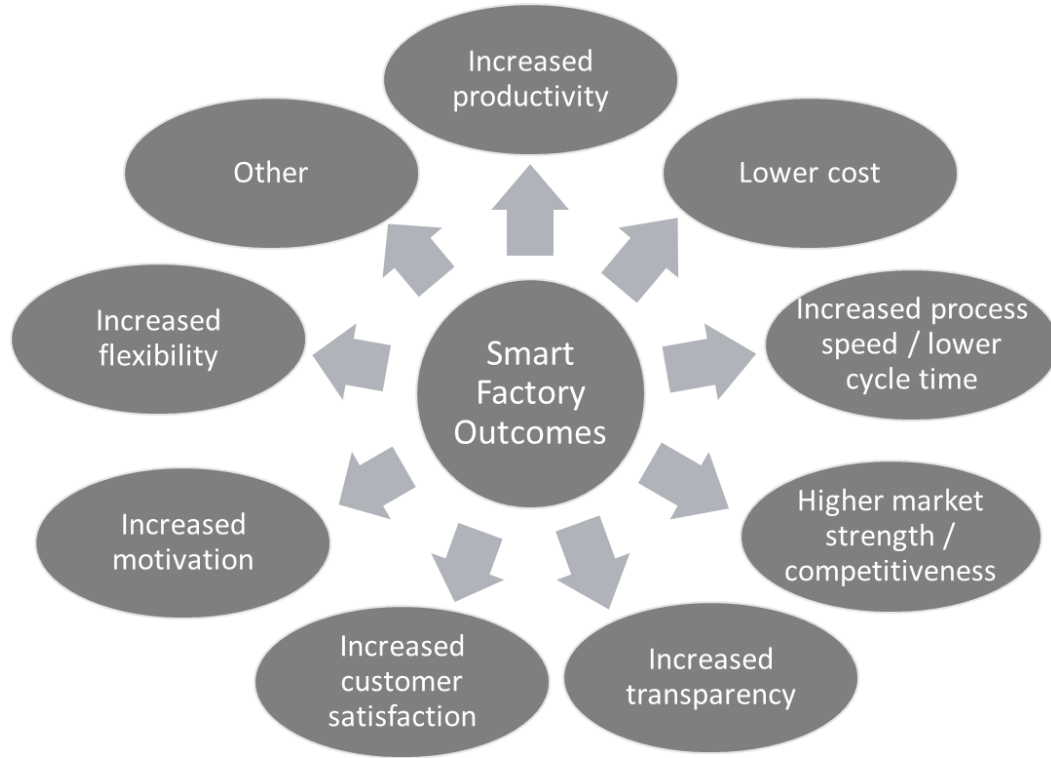 Increased
productivity
Other
Lower cost
Increased
flexibility
Increased process
speed / lower
cycle time
Smart
Factory
Outcomes
Increased
motivation
Higher market
strength /
competitiveness
Increased
customer
satisfaction
Increased
transparency